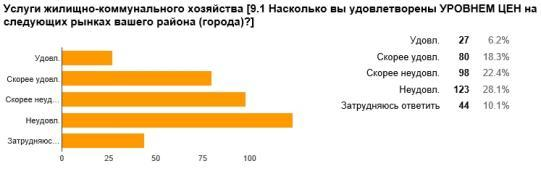 Услуги жилищно-коммунального хозяйства [9.1 Насколько вы удовлетворены УРОВНЕМ ЦЕН на
следующих рынках вашего района (города)?]
Удовл.
Скорее удовл.
Скорее неуд...
Неудовл.
Затрудняюс...
0 25 50 75 100
Удовл. 27 6.2%
Скорее удовл. 80 18.3%
Скорее неудовл. 98 22.4%
Неудовл. 123 28.1%
Затрудняюсь ответить 44 10.1%